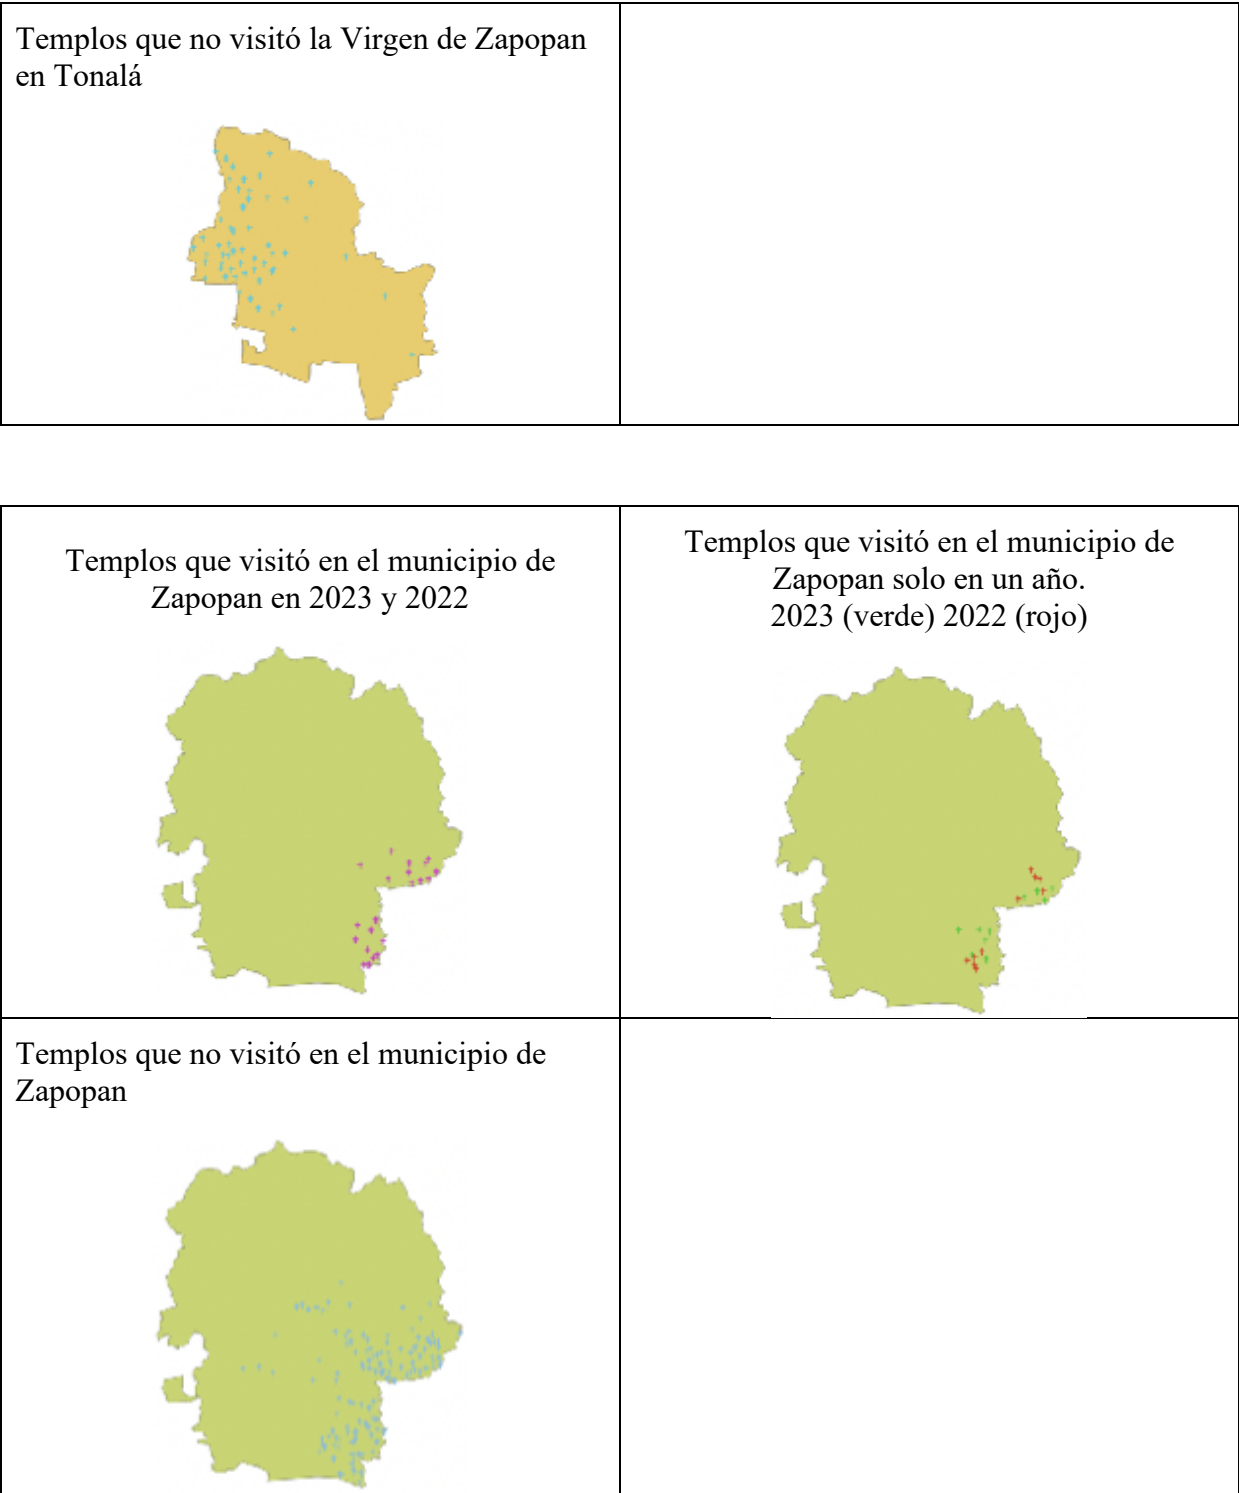 Templos que no visitó la Virgen de Zapopan
en Tonalá
Templos que visitó en el municipio de
Zapopan en 2023 y 2022
Templos que visitó en el municipio de
Zapopan solo en un año.
2023 (verde) 2022 (rojo)
Templos que no visitó en el municipio de
Zapopan